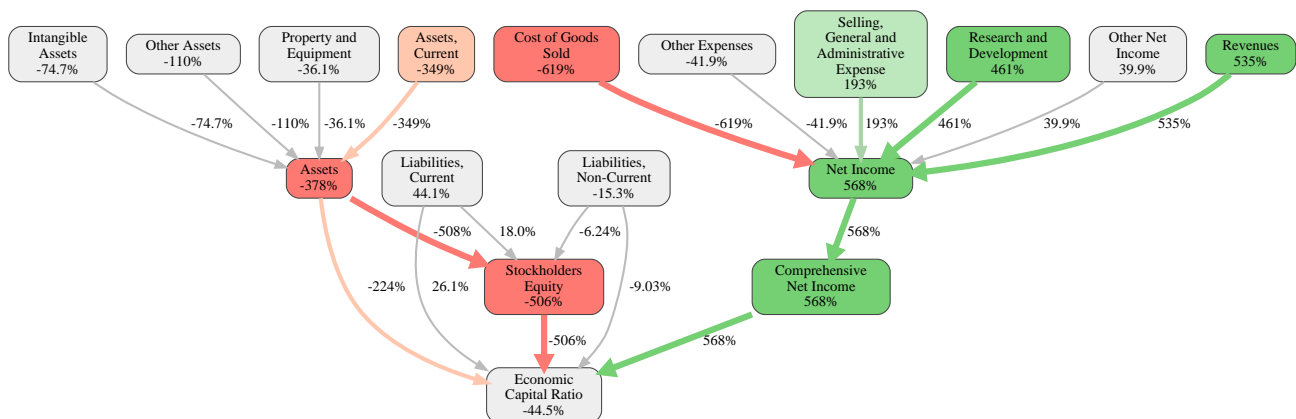 Intangible
Assets
-74.7%
Other Assets
-110%
Property and
Equipment
-36.1%
Assets,
Current
-349%
Cost of Goods
Sold
-619%
Other Expenses
-41.9%
Selling,
General and
Administrative
Expense
193%
Research and
Development
461%
Other Net
Income
39.9%
Revenues
535%
-74.7%
-110%
-36.1%
-349%
-619%
-41.9%
193%
461%
39.9%
535%
Assets
-378%
Liabilities,
Current
44.1%
Liabilities,
Non-Current
-15.3%
Net Income
568%
-508%
18.0%
-6.24%
568%
Stockholders
Equity
-506%
Comprehensive
Net Income
568%
-224%
26.1%
-9.03%
-506%
568%
Economic
Capital Ratio
-44.5%